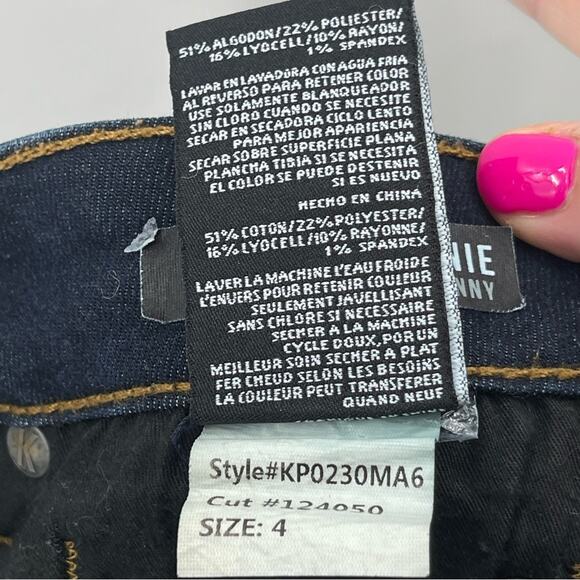 51% ALGODON/22% POLIESTER/
16% LYOCELL/10% RAYON/
1% SPANDEX
LAVAR EN LAVADORA CON AGUA FRIA
AL REVERSO PARA RETENER COLOR
USE SOLAMENTE BLANQUEADOR
SIN CLORO CUANDO SE NECESITE
SECAR EN SECADORA CICLO LENTO
PARA MEJOR APARIENCIA
SECAR SOBRE SUPERFICIE PLANA
PLANCHA TIBIA SI SE NECESITA
EL COLOR SE PUEDE DESTENIR
SI ES NUEVO
HECHO EN CHINA
51% COTON/22% POLYESTER/
16% LYOCELL/10% RAYONNE/
1% SPANDEX
LAVER LA MACHINE L'EAU FROIDE
L'ENVERS POUR RETENIR COULEUR
SEULEMENT JAVELLISANT
SANS CHLORE SI NECESSAIRE
SECHER A LA MACHINE
CYCLE DOUX, POR UN
MEILLEUR SOIN SECHER A PLAT
FER CHEUD SELON LES BESOINS
LA COULEUR PEUT TRANSFERER
QUAND NEUF
NIE
NNY
K
Style#KP0230MA6
Cut #124050
SIZE: 4